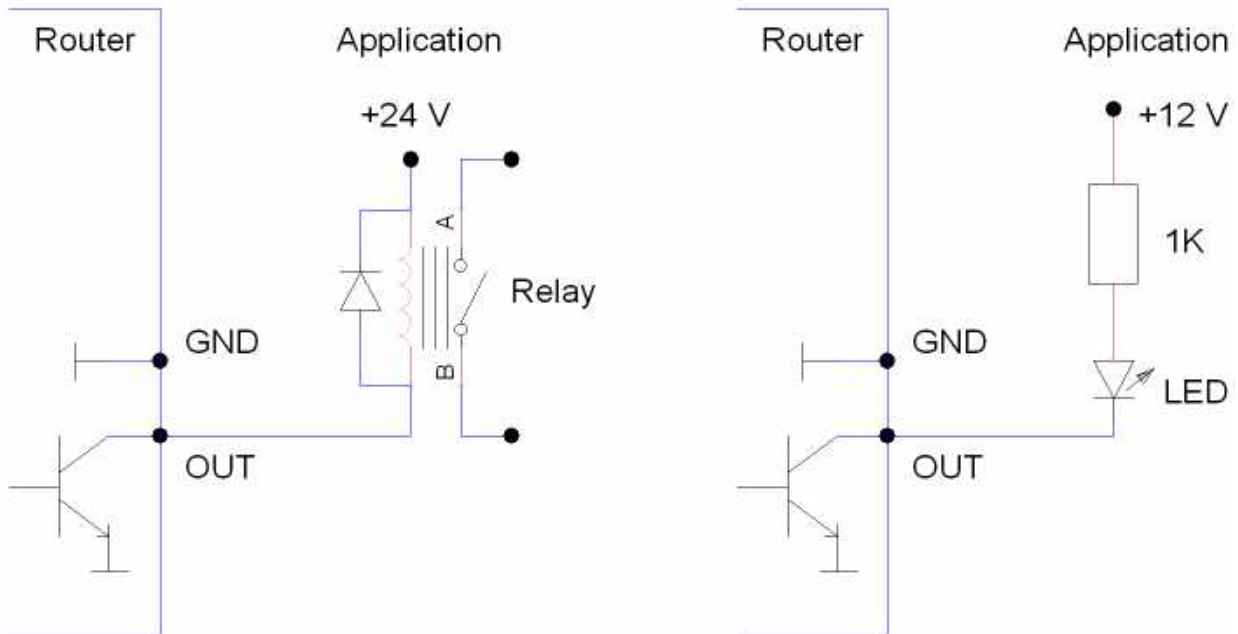 Router
Application
+24 V
A
Relay
B
GND
OUT
Router
Application
+12 V
1K
GND
LED
OUT